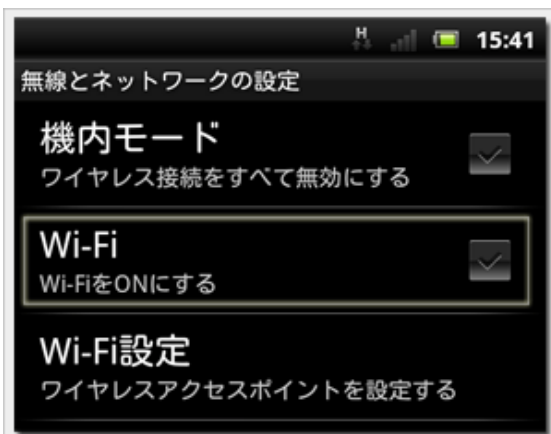 H 15:41
無線とネットワークの設定
機内モード
ワイヤレス接続をすべて無効にする
Wi-Fi
Wi-FiをONにする
Wi-Fi設定
ワイヤレスアクセスポイントを設定する